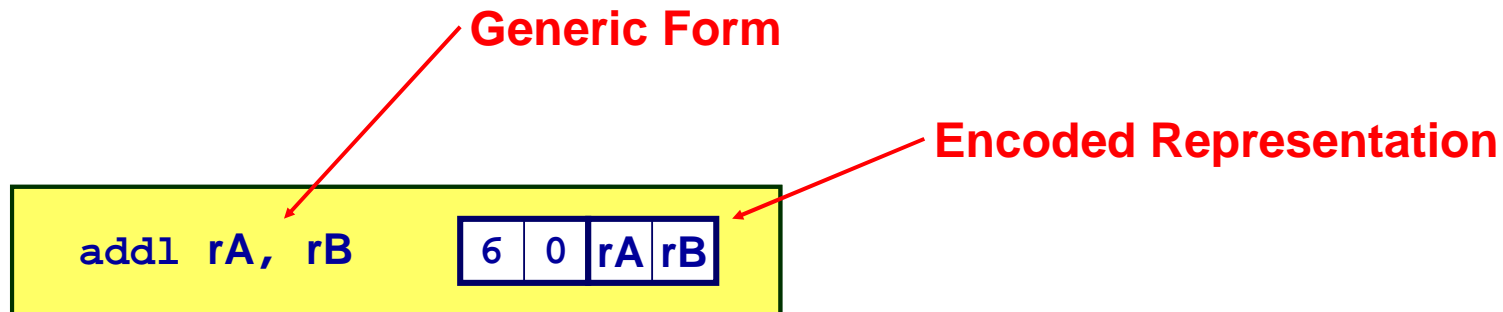 Generic Form
Encoded Representation
addl rA, rB 6 0 rA rB